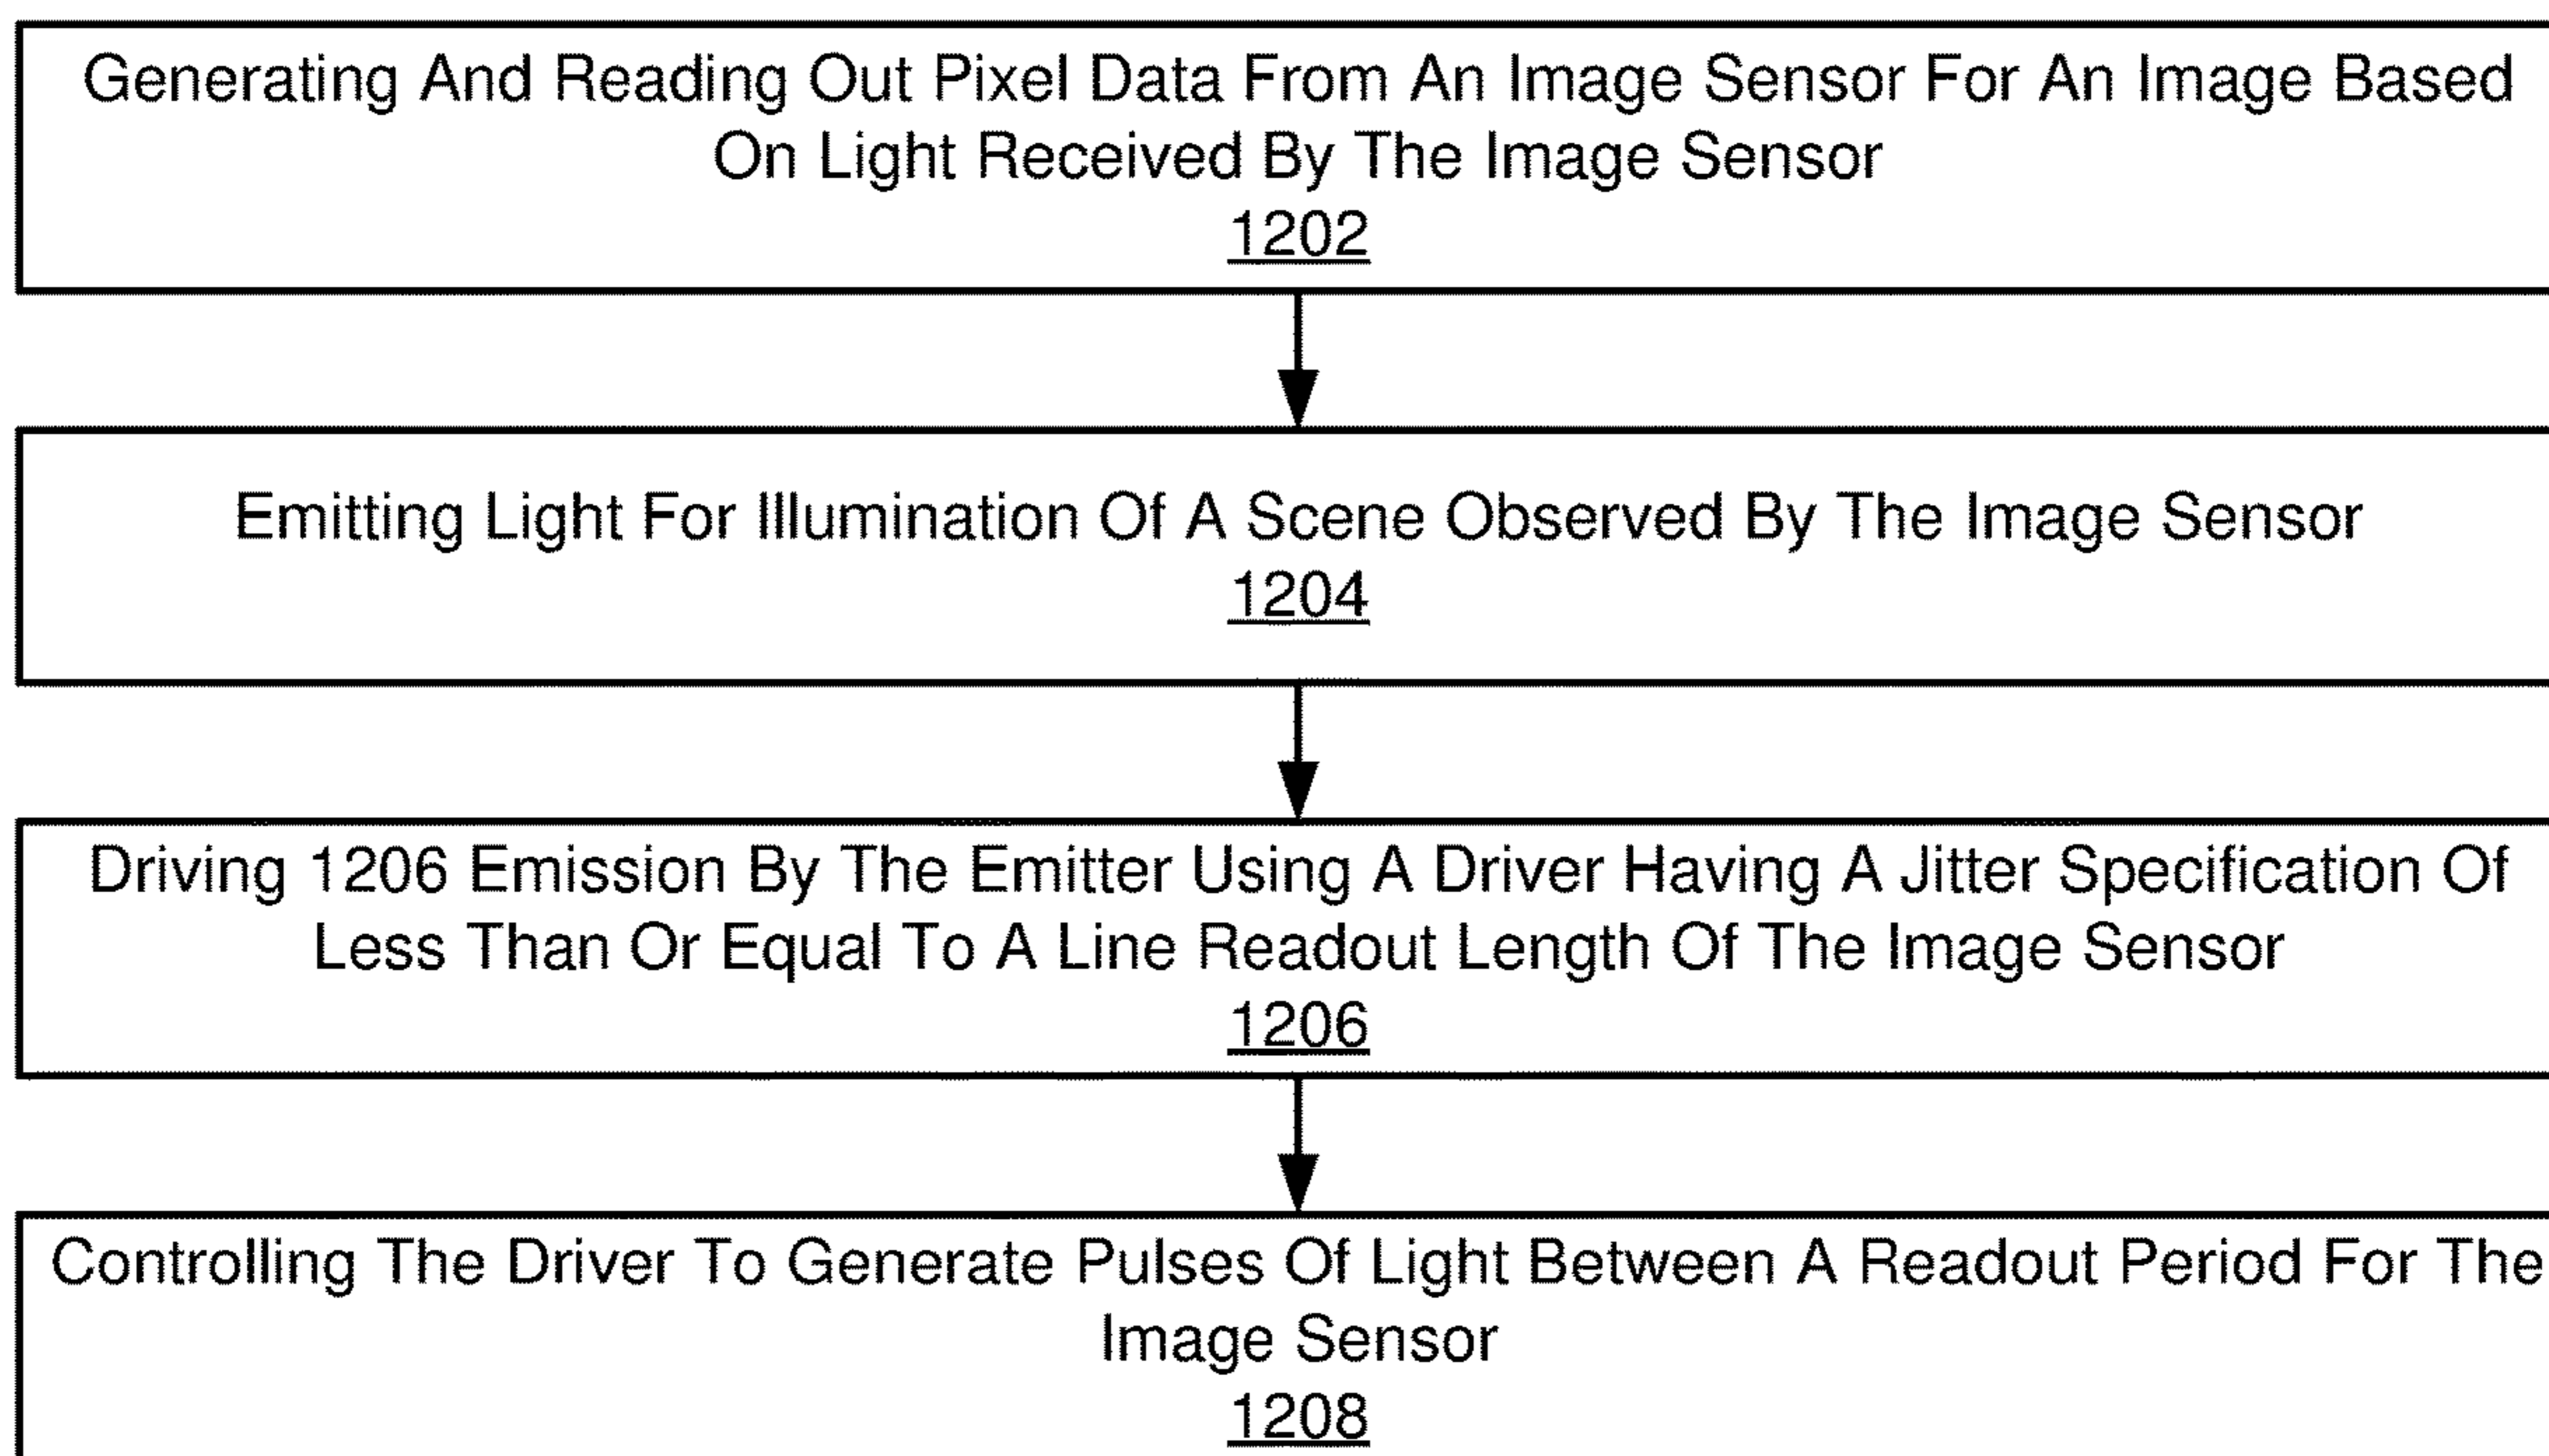 Generating And Reading Out Pixel Data From An Image Sensor For An Image Based
On Light Received By The Image Sensor
1202
Emitting Light For Illumination Of A Scene Observed By The Image Sensor
1204
Driving 1206 Emission By The Emitter Using A Driver Having A Jitter Specification Of
Less Than Or Equal To A Line Readout Length Of The Image Sensor
1206
Controlling The Driver To Generate Pulses Of Light Between A Readout Period For The
Image Sensor
1208